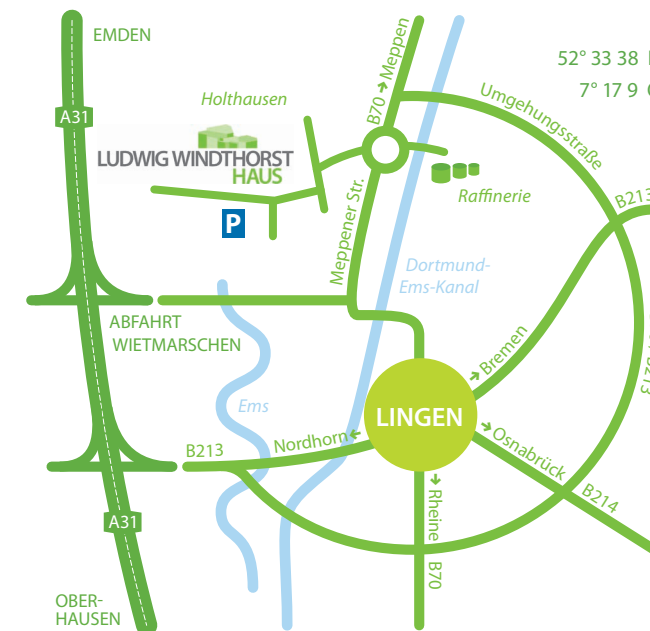 EMDEN
52° 33 38
7° 17 9
B70 → Meppen
Umgehungsstraße
Holthausen
A31
LUDWIG WINDTHORST
HAUS
Raffinerie
B213
P
Meppener Str.
Dortmund-
Ems-Kanal
ABFAHRT
WIETMARSCHEN
→ Bremen
B213
Ems
LINGEN
B213
Nordhorn ←
→ Osnabrück
B214
→ Rheine
B70
A31
OBER-
HAUSEN